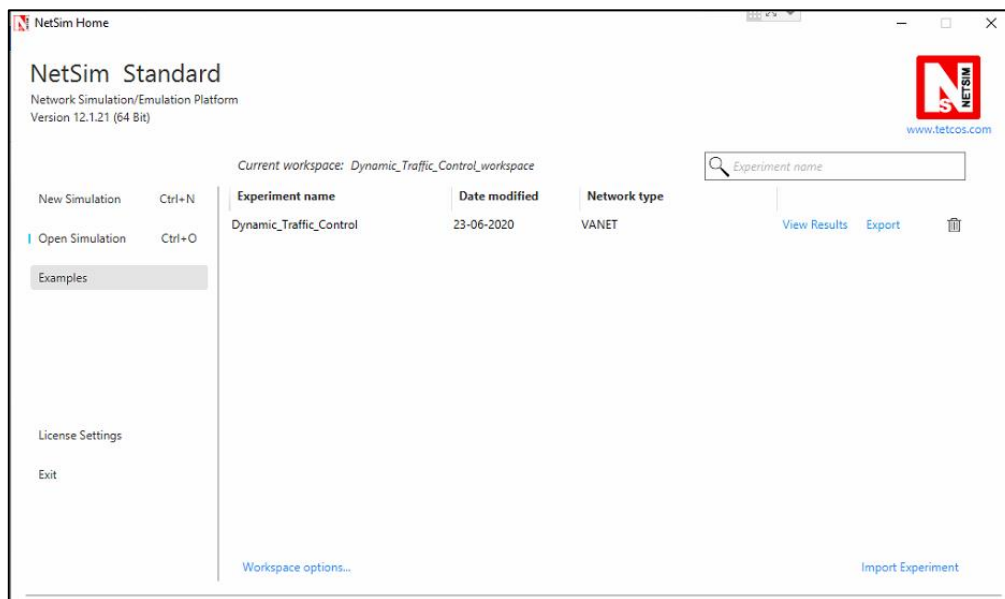 NetSim Home
NetSim Standard
Network Simulation/Emulation Platform
Version 12.1.21 (64 Bit)
NS NETSIM
www.tetcos.com
Current workspace: Dynamic_Traffic_Control_workspace
Experiment name
New Simulation Ctrl+N
Open Simulation Ctrl+O
Examples
License Settings
Exit
Experiment name Date modified Network type
Dynamic_Traffic_Control 23-06-2020 VANET View Results Export
Workspace options...
Import Experiment